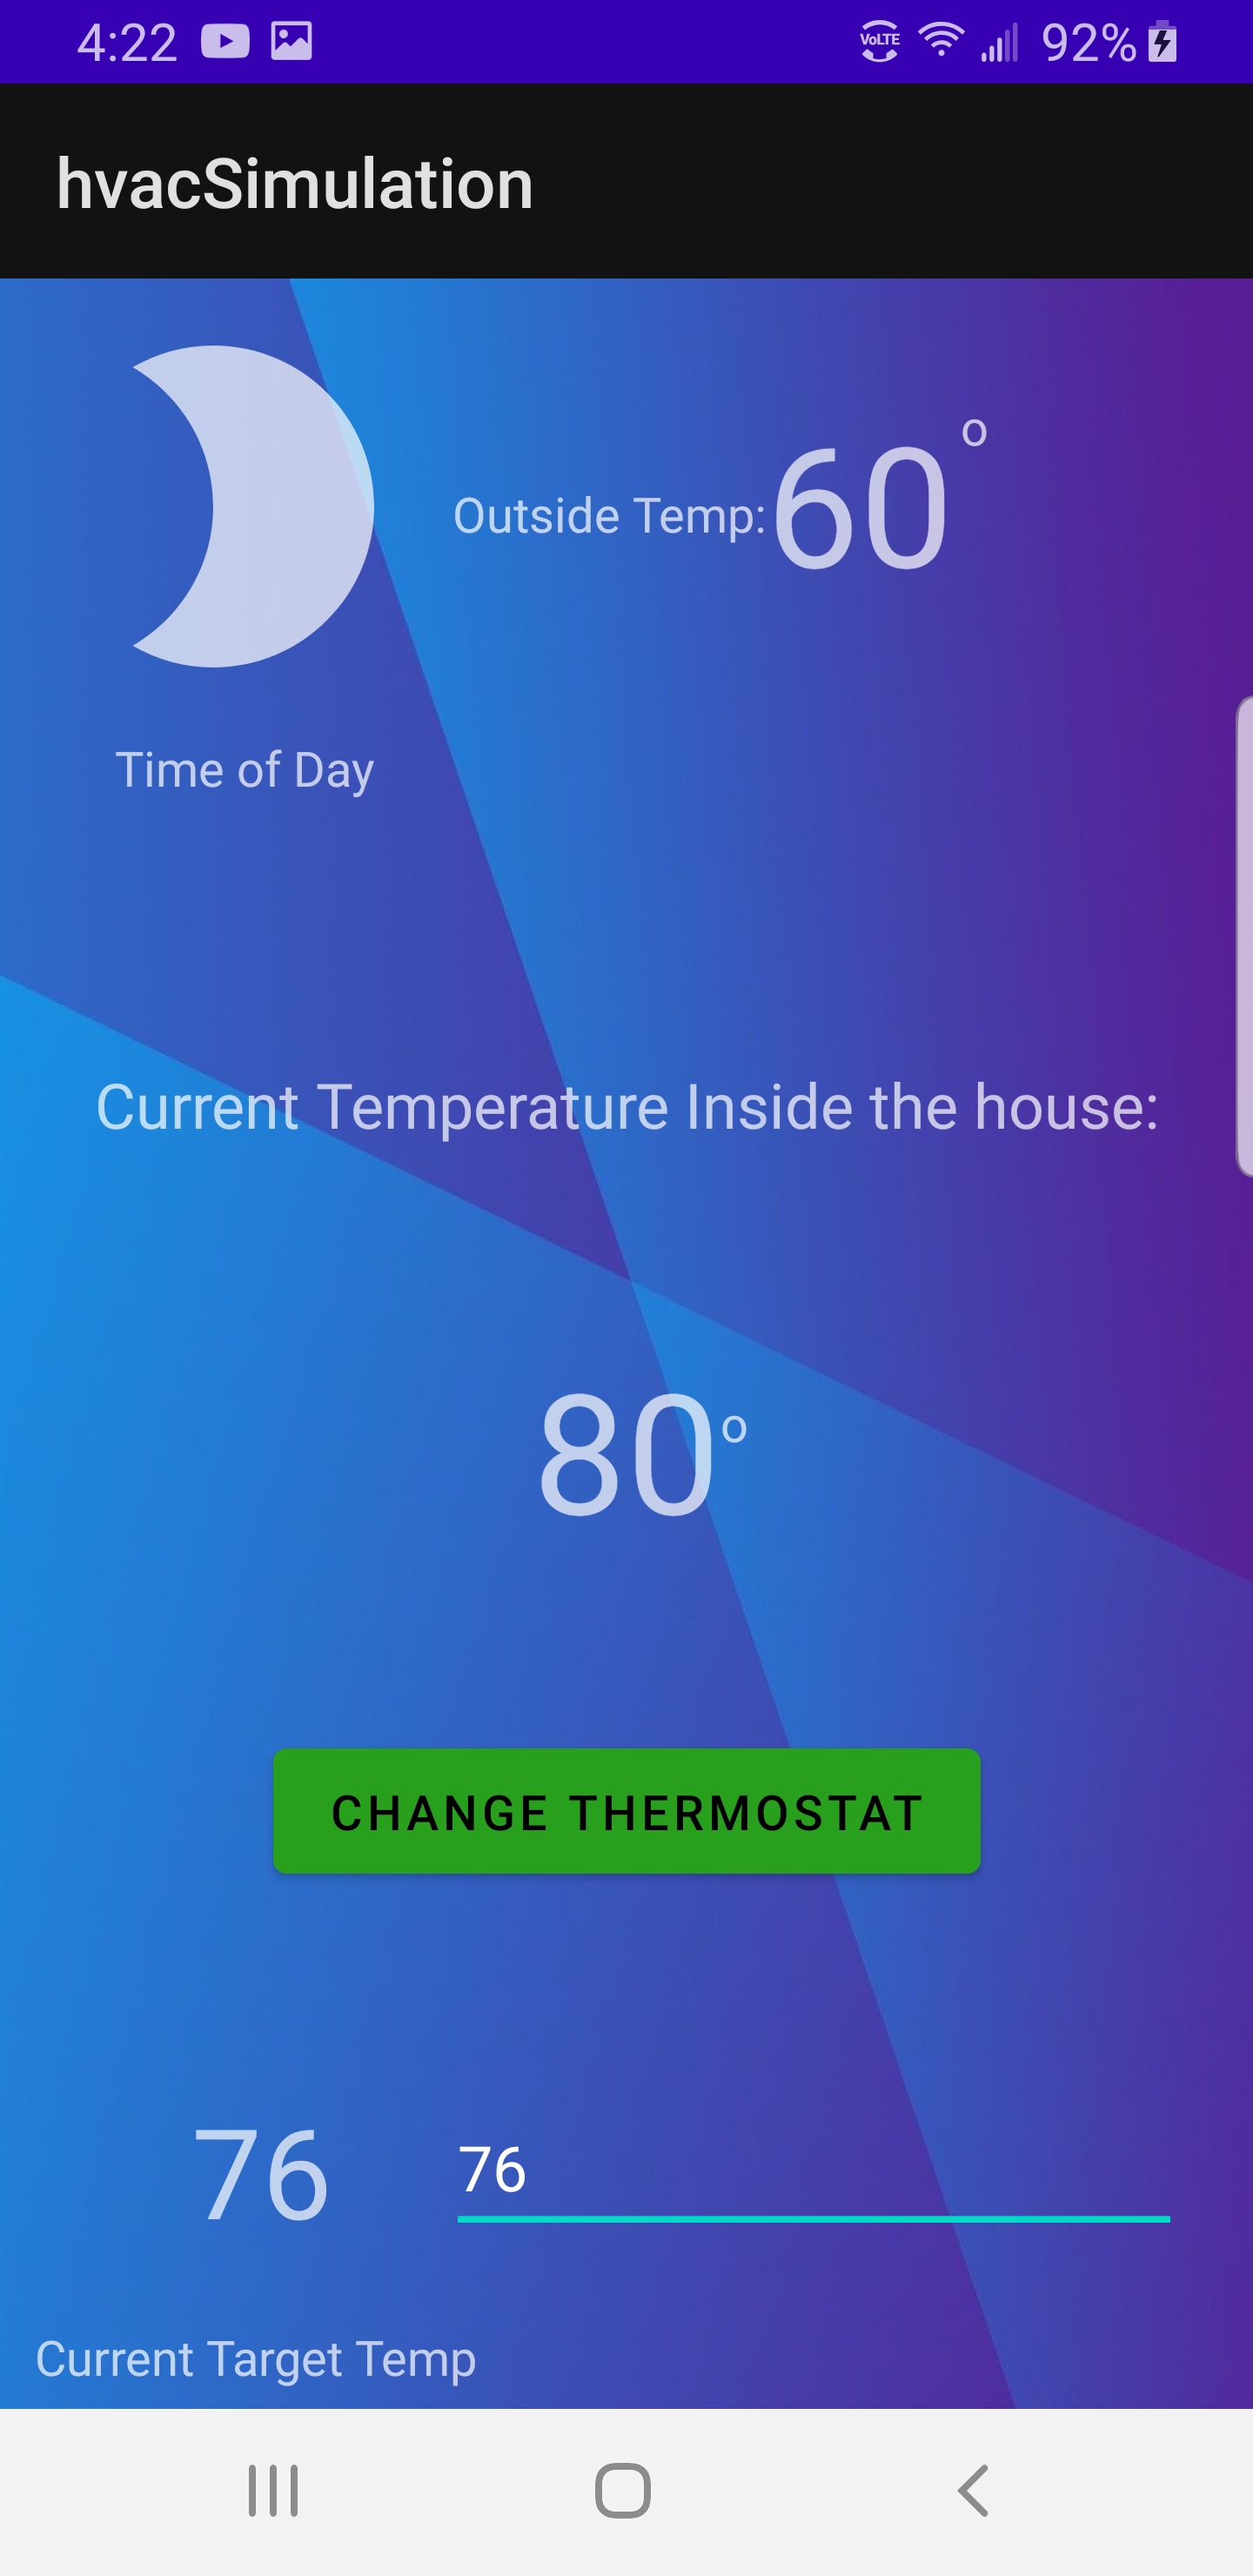 4:22 VoLTE 92%
hvacSimulation
Outside Temp: 60°
Time of Day
Current Temperature Inside the house:
80°
CHANGE THERMOSTAT
76 76
Current Target Temp